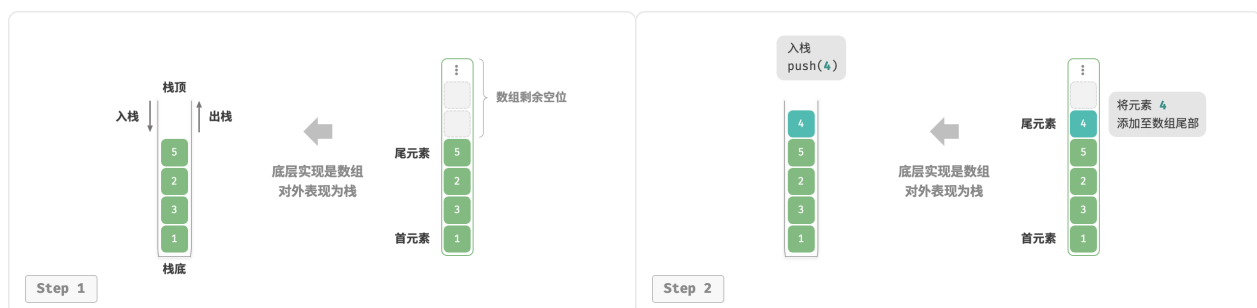 栈顶
入栈
出栈
5
2
3
1
栈底
底层实现是数组
对外表现为栈
⋮
数组剩余空位
尾元素
5
2
3
首元素
1
Step 1
入栈
push(4)
4
5
2
3
1
底层实现是数组
对外表现为栈
⋮
尾元素
4
5
2
3
首元素
1
将元素 4
添加至数组尾部
Step 2